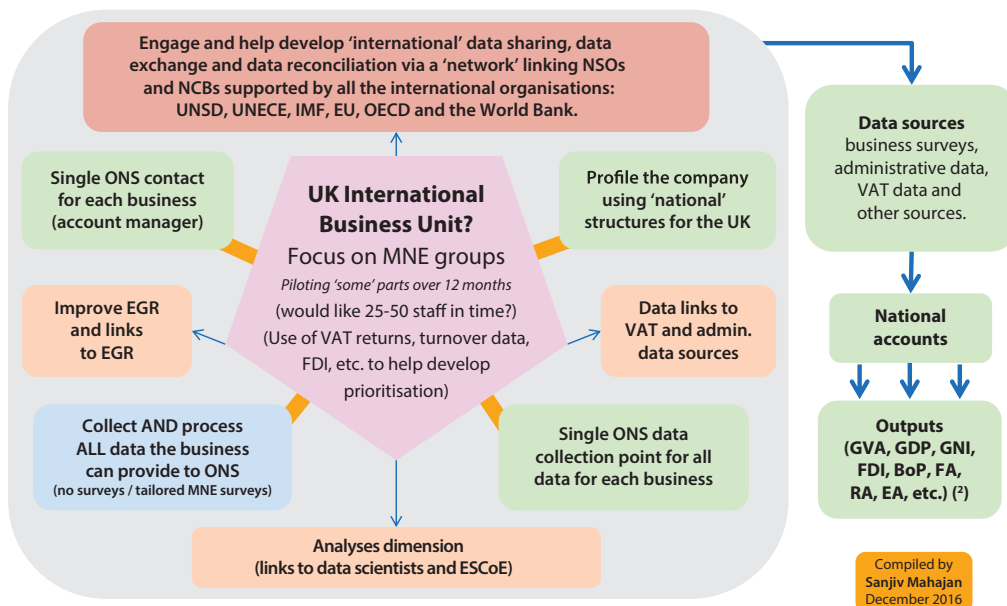 Engage and help develop ‘international’ data sharing, data
exchange and data reconciliation via a ‘network’ linking NSOs
and NCBs supported by all the international organisations:
UNSD, UNECE, IMF, EU, OECD and the World Bank.
Single ONS contact
for each business
(account manager)
Profile the company
using ‘national’
structures for the UK
UK International
Business Unit?
Focus on MNE groups
Piloting ‘some’ parts over 12 months
(would like 25-50 staff in time?)
(Use of VAT returns, turnover data,
FDI, etc. to help develop
prioritisation)
Improve EGR
and links
to EGR
Data links to
VAT and admin.
data sources
Collect AND process
ALL data the business
can provide to ONS
(no surveys / tailored MNE surveys)
Single ONS data
collection point for all
data for each business
Analyses dimension
(links to data scientists and ESCoE)
Data sources
business surveys,
administrative data,
VAT data and
other sources.
National
accounts
Outputs
(GVA, GDP, GNI,
FDI, BoP, FA,
RA, EA, etc.) (²)
Compiled by
Sanjiv Mahajan
December 2016